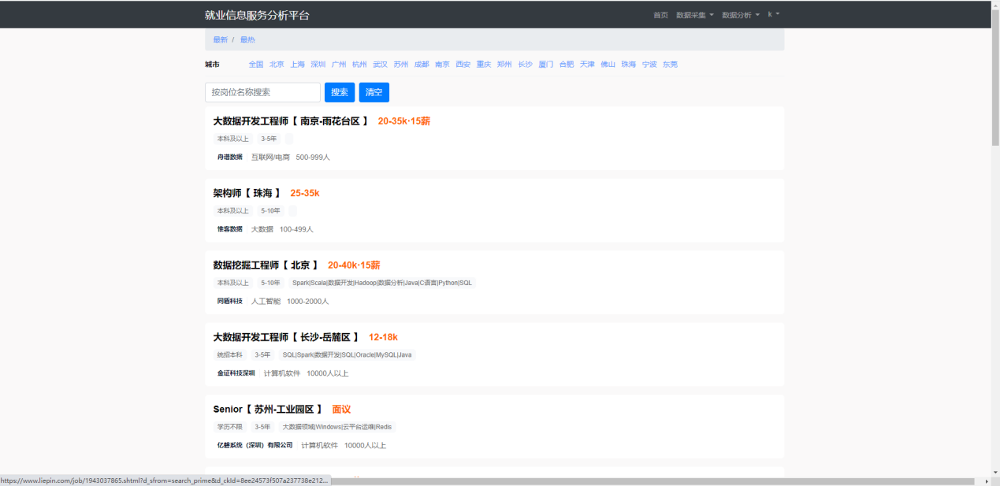 就业信息服务分析平台 首页 数据采集 数据分析 k
最新 / 最热
城市 全国 北京 上海 深圳 广州 杭州 武汉 苏州 成都 南京 西安 重庆 郑州 长沙 厦门 合肥 天津 佛山 珠海 宁波 东莞
按岗位名称搜索 搜索 清空
大数据开发工程师【 南京-雨花台区 】 20-35k·15薪
本科及以上 3-5年
舟谱数据 互联网/电商 500-999人
架构师【 珠海 】 25-35k
本科及以上 5-10年
惟客数据 大数据 100-499人
数据挖掘工程师【 北京 】 20-40k·15薪
本科及以上 5-10年 Spark|Scala|数据开发|Hadoop|数据分析|Java|C语言|Python|SQL
同盾科技 人工智能 1000-2000人
大数据开发工程师【 长沙-岳麓区 】 12-18k
统招本科 3-5年 SQL|Spark|数据开发|SQL|Oracle|MySQL|Java
金证科技深圳 计算机软件 10000人以上
Senior【 苏州-工业园区 】 面议
学历不限 3-5年 大数据领域|Windows|云平台运维|Redis
亿磐系统（深圳）有限公司 计算机软件 10000人以上
https://www.liepin.com/job/1943037865.shtml?d_sfrom=search_prime&d_ckId=8ee24573f507a237738e212...